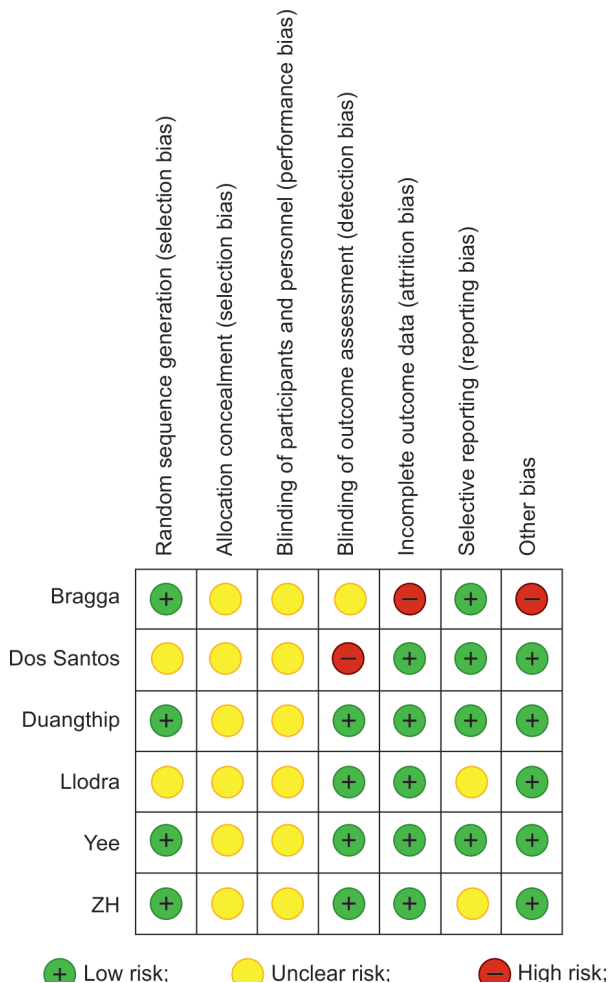 Random sequence generation (selection bias)
Allocation concealment (selection bias)
Blinding of participants and personnel (performance bias)
Blinding of outcome assessment (detection bias)
Incomplete outcome data (attrition bias)
Selective reporting (reporting bias)
Other bias
Bragga + + − + −
Dos Santos − + + +
Duangthip + + + + +
Llodra + + +
Yee + + + + +
ZH + + + +
+ Low risk; Unclear risk; − High risk;